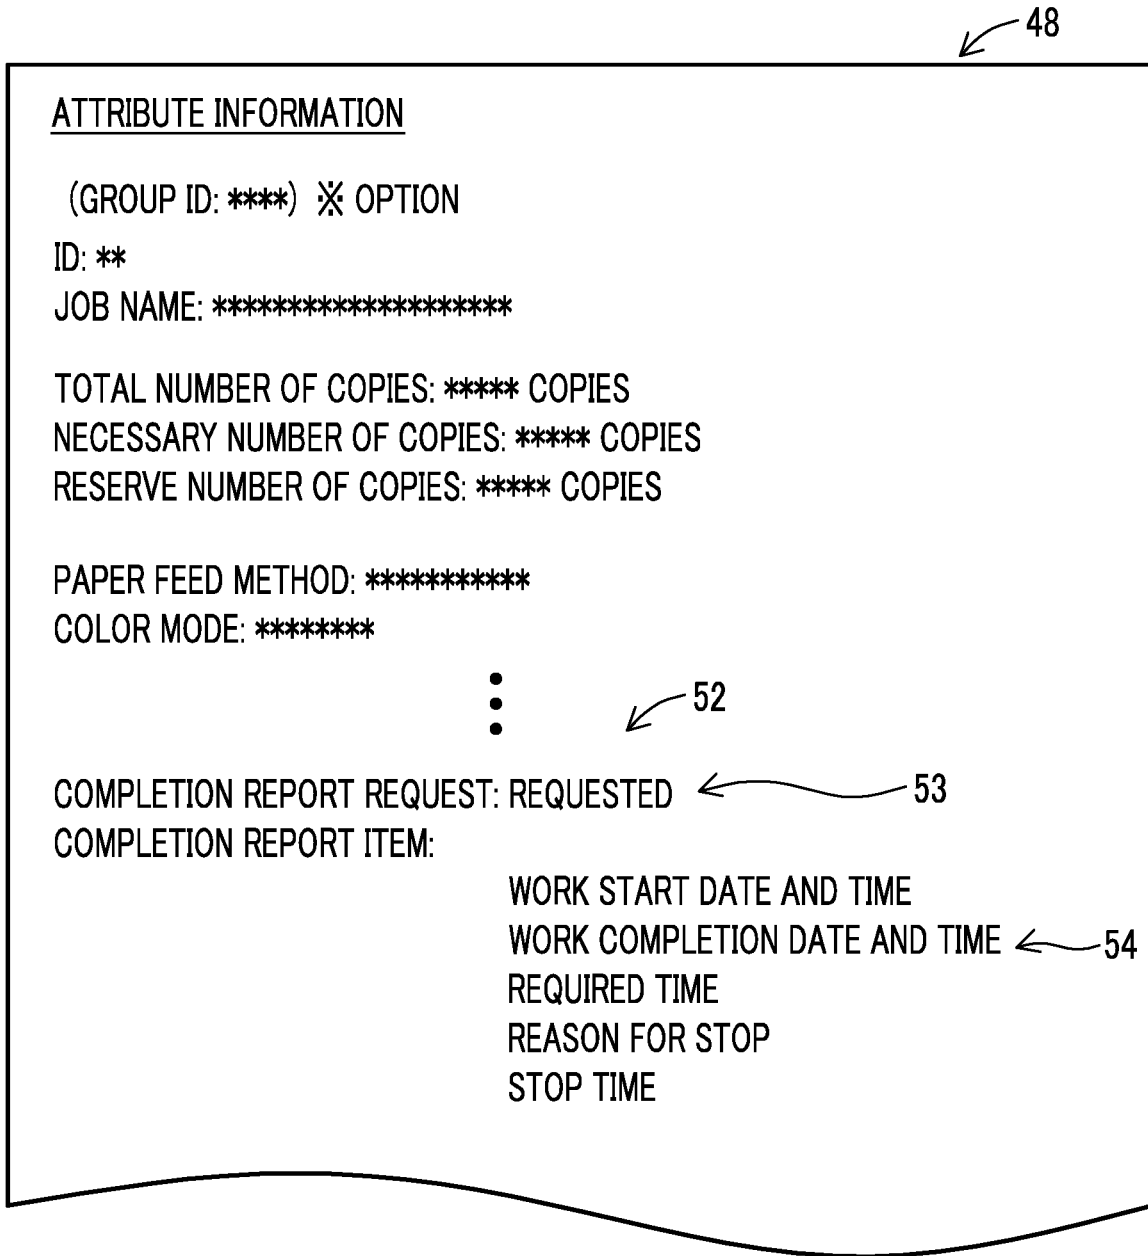 48
ATTRIBUTE INFORMATION
(GROUP ID: ****) ※ OPTION
ID: **
JOB NAME: ********************
TOTAL NUMBER OF COPIES: ***** COPIES
NECESSARY NUMBER OF COPIES: ***** COPIES
RESERVE NUMBER OF COPIES: ***** COPIES
PAPER FEED METHOD: ***********
COLOR MODE: ********
52
COMPLETION REPORT REQUEST: REQUESTED 53
COMPLETION REPORT ITEM:
WORK START DATE AND TIME
WORK COMPLETION DATE AND TIME 54
REQUIRED TIME
REASON FOR STOP
STOP TIME